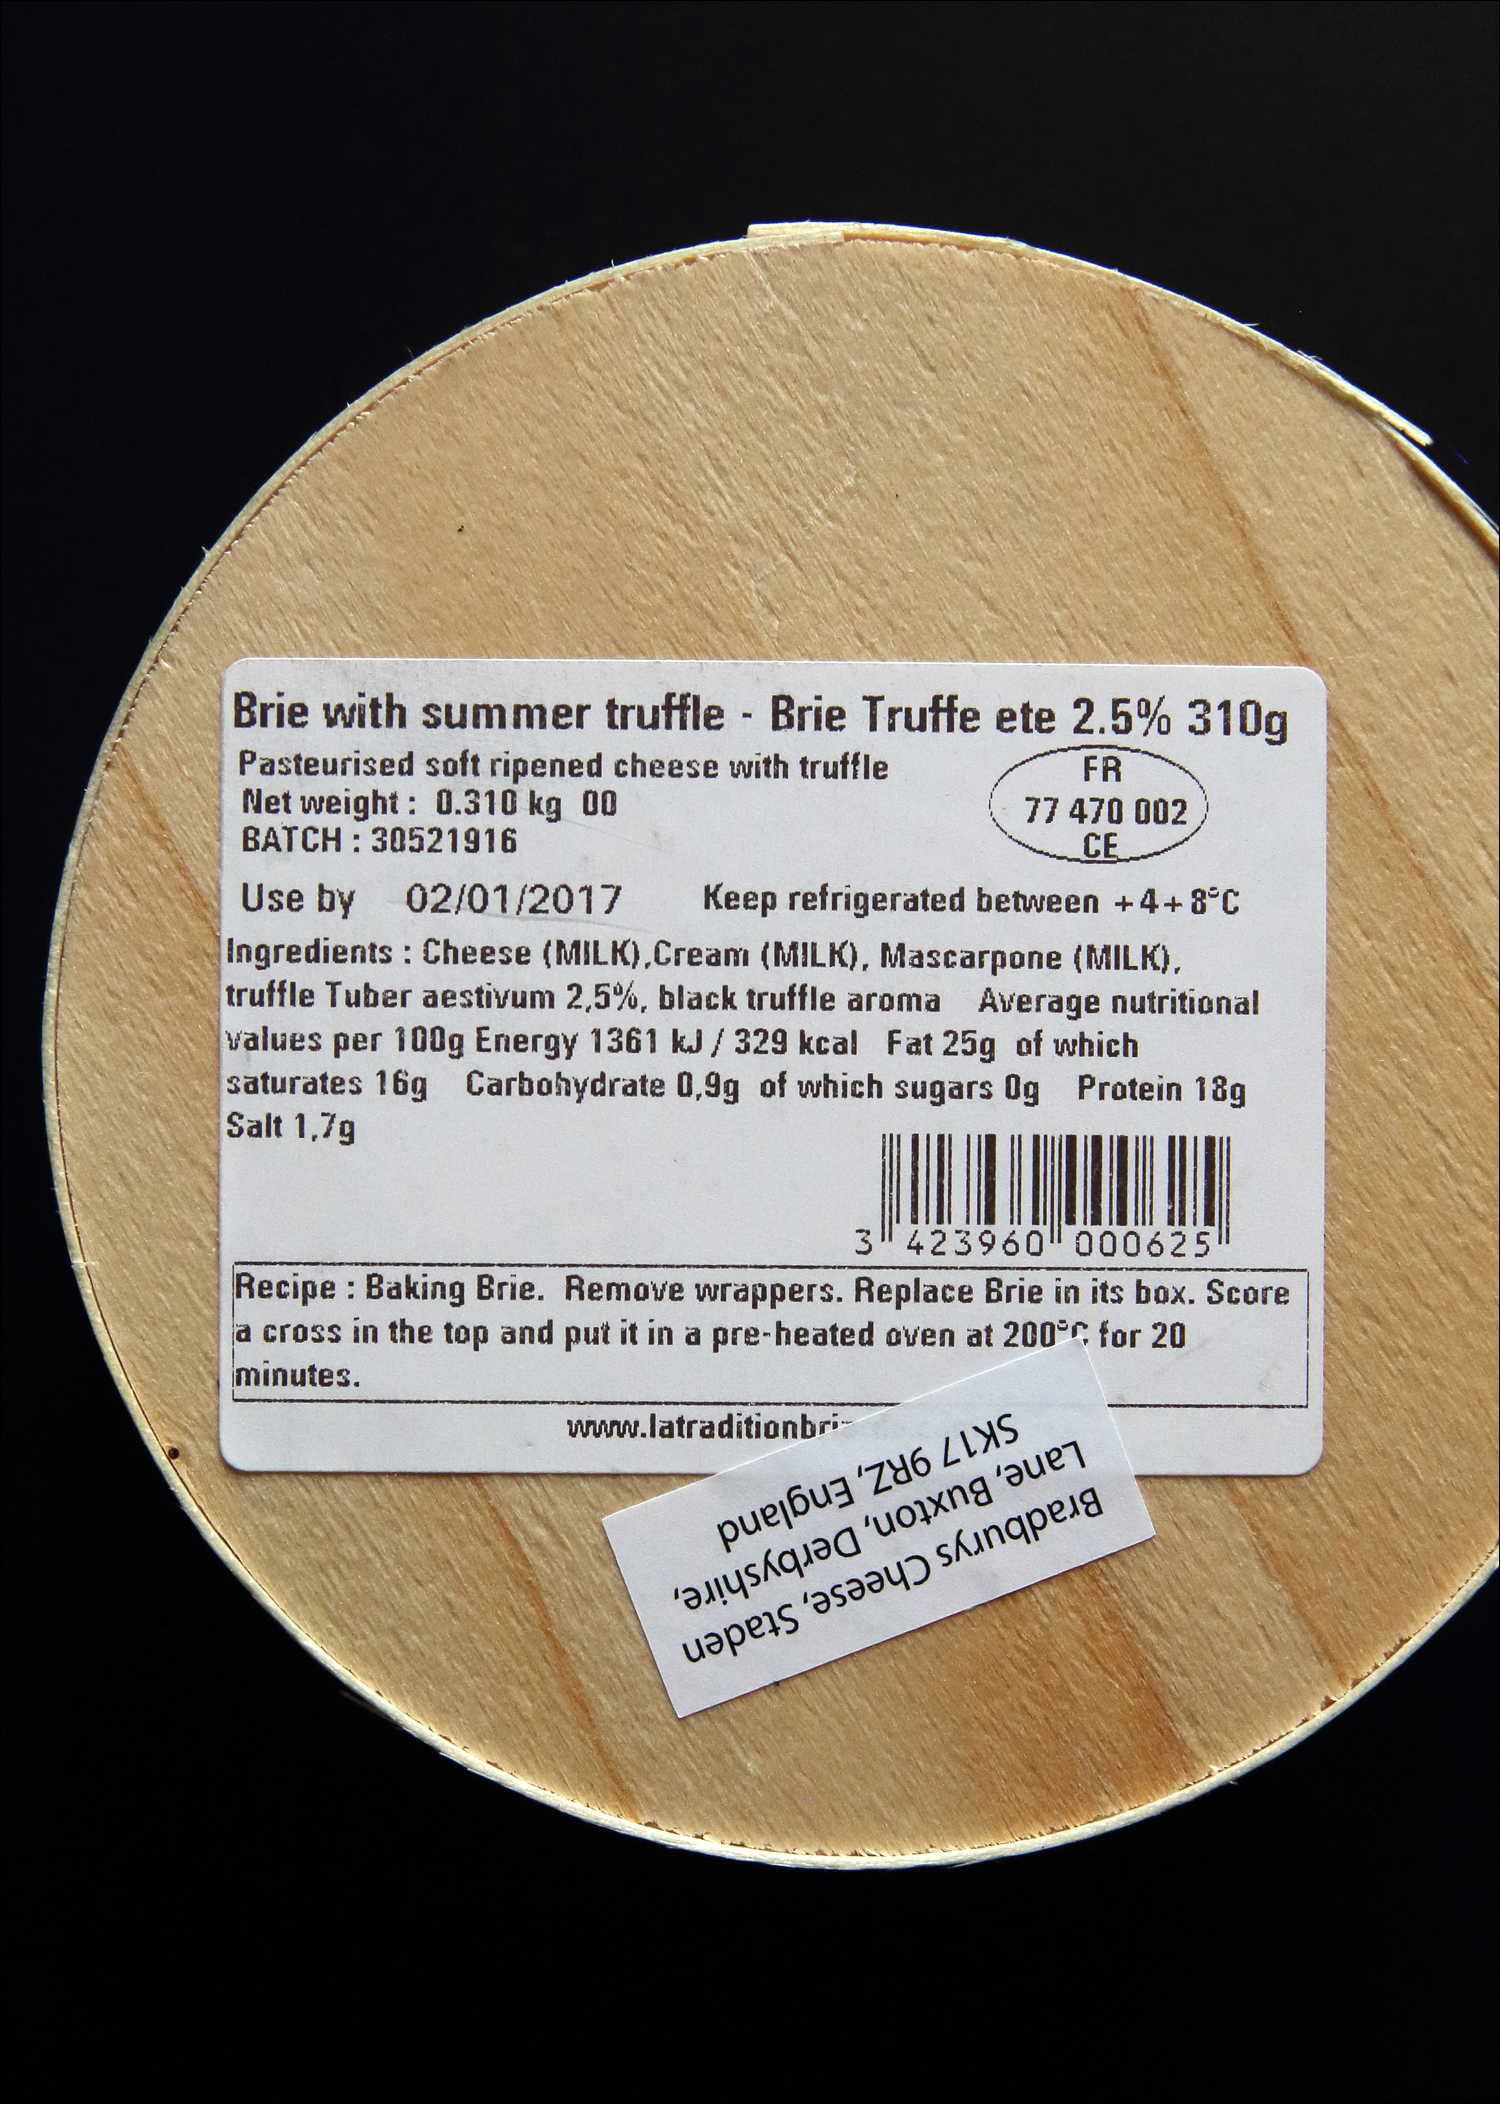 Brie with summer truffle - Brie Truffe ete 2.5% 310g
Pasteurised soft ripened cheese with truffle
Net weight : 0.310 kg 00
BATCH : 30521916
FR
77 470 002
CE
Use by 02/01/2017 Keep refrigerated between +4+8°C
Ingredients : Cheese (MILK),Cream (MILK), Mascarpone (MILK),
truffle Tuber aestivum 2,5%, black truffle aroma Average nutritional
values per 100g Energy 1361 kJ / 329 kcal Fat 25g of which
saturates 16g Carbohydrate 0,9g of which sugars 0g Protein 18g
Salt 1,7g
3 423960 000625
Recipe : Baking Brie. Remove wrappers. Replace Brie in its box. Score
a cross in the top and put it in a pre-heated oven at 200°C for 20
minutes.
Bradburys Cheese, Staden
Lane, Buxton, Derbyshire,
SK17 9RZ, England